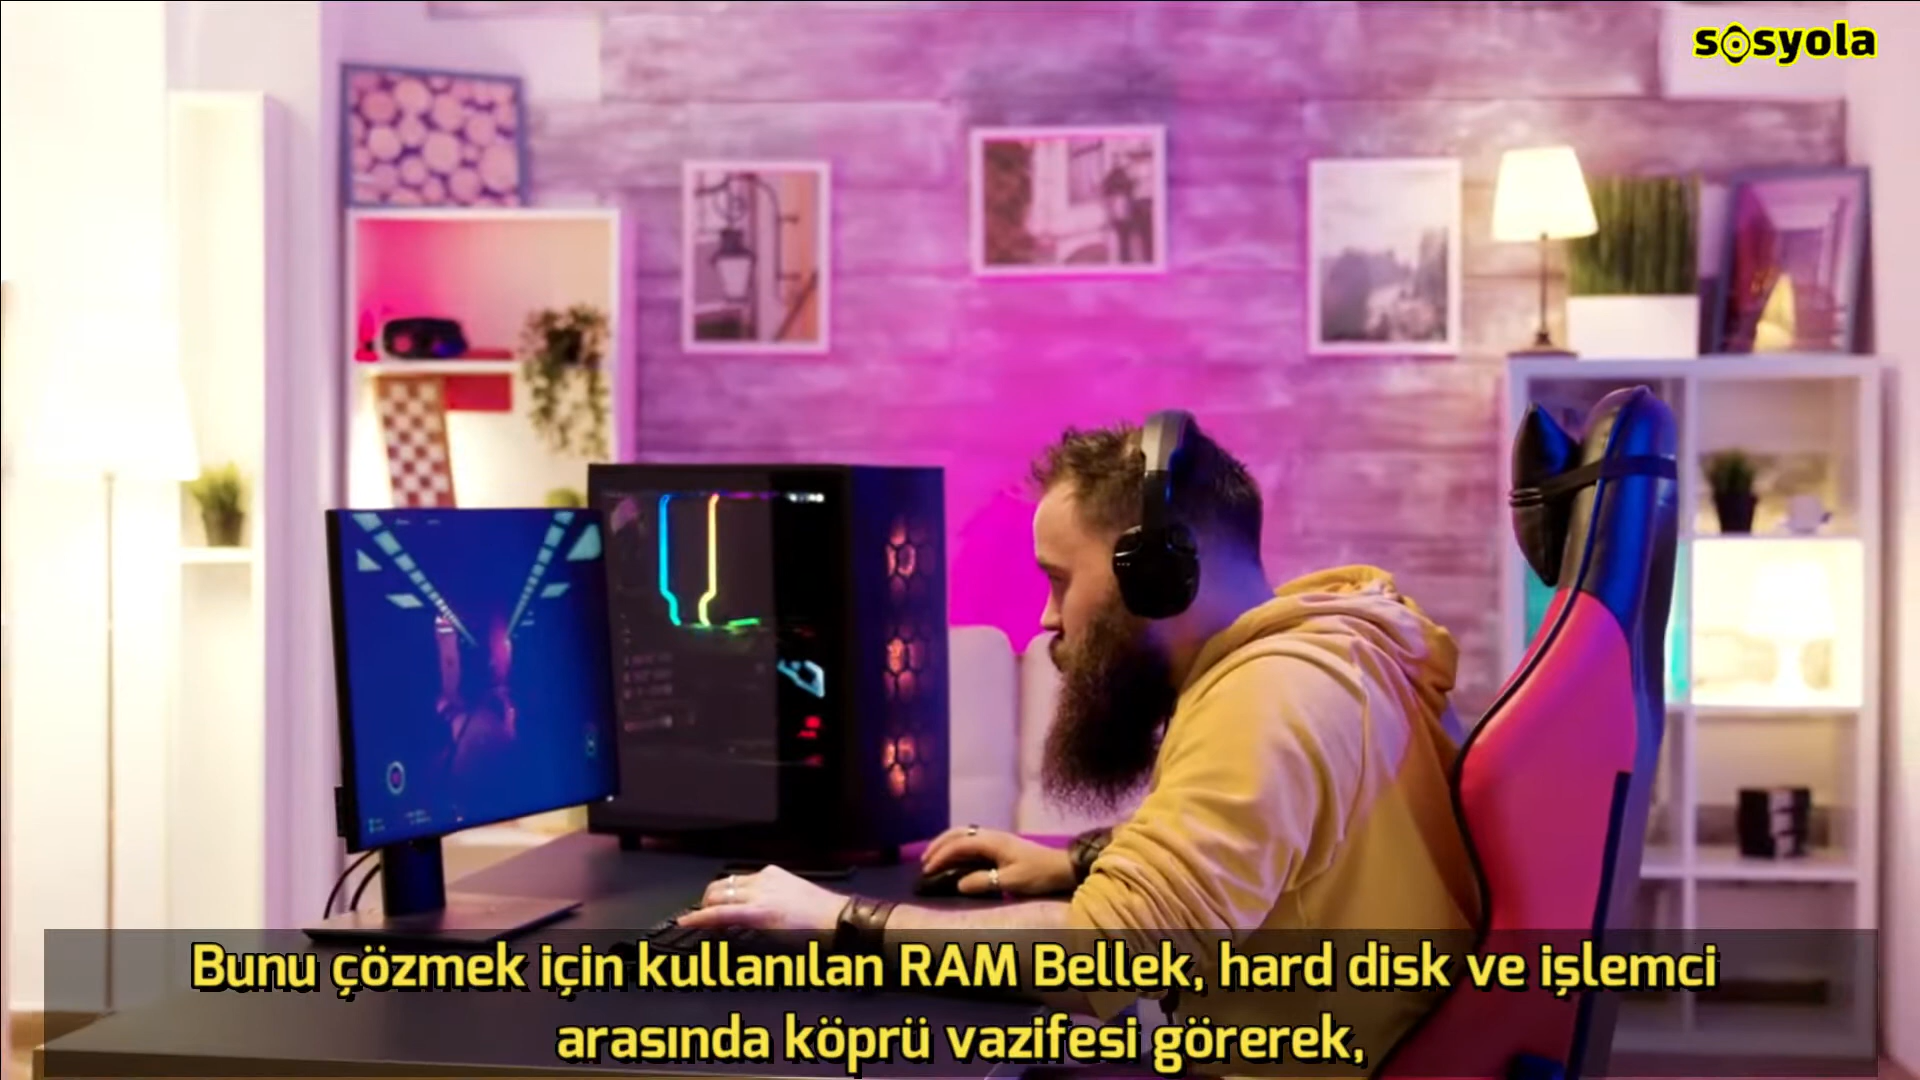 sosyola
Bunu çözmek için kullanılan RAM Bellek, hard disk ve işlemci
arasında köprü vazifesi görerek,